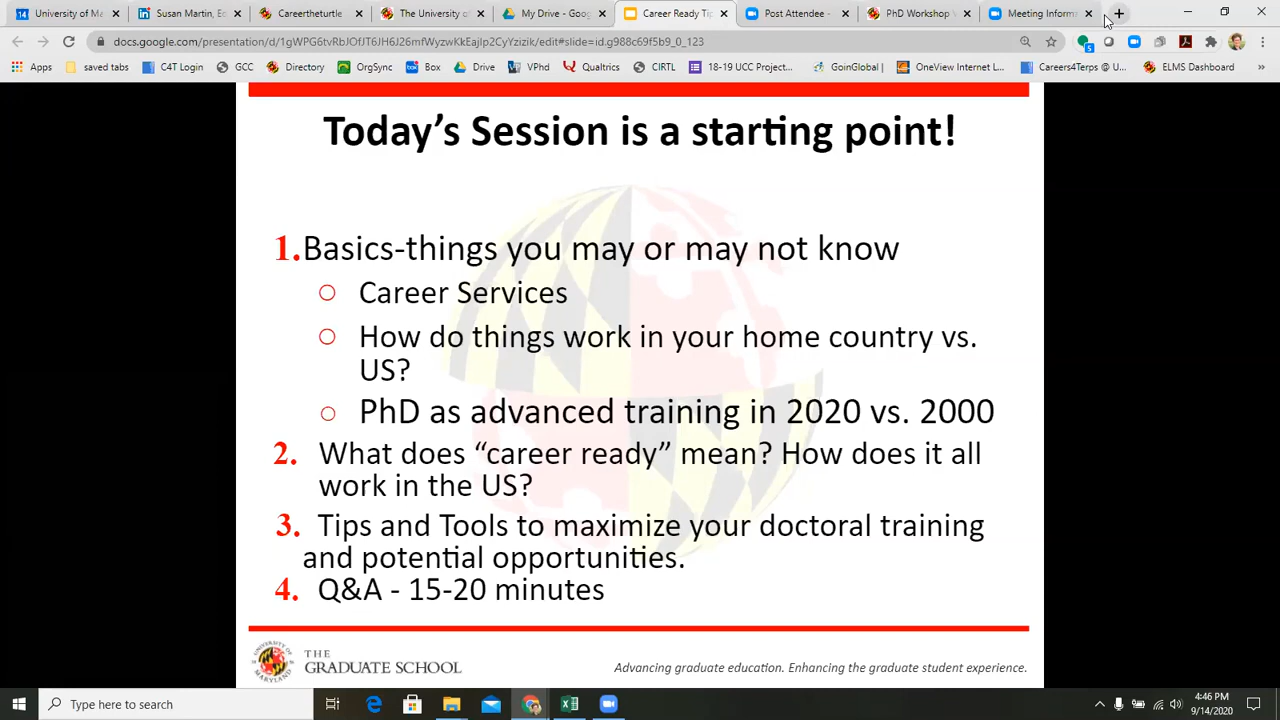 University of M
Susan Martin, E
Careertheturtle
The University of
My Drive - Goog
Career Ready Tip
Post Attendee -
PhD Workshop V
Meeting Inform
docs.google.com/presentation/d/1gWPG6tvRbJOfJT6JH6J26mfWyzwKkEajIp2CyYzizik/edit#slide=id.g988c69f5b9_0_123
Apps saved tabs C4T Login GCC Directory OrgSync Box Drive VPhd Qualtrics CIRTL 18-19 UCC Project... GoinGlobal | OneView Internet L... Careers4Terps @ U ELMS Dashboard
Today's Session is a starting point!
1.Basics-things you may or may not know
Career Services
How do things work in your home country vs.
US?
PhD as advanced training in 2020 vs. 2000
2. What does “career ready” mean? How does it all
work in the US?
3. Tips and Tools to maximize your doctoral training
and potential opportunities.
4. Q&A - 15-20 minutes
THE
GRADUATE SCHOOL
Advancing graduate education. Enhancing the graduate student experience.
Type here to search
4:46 PM
9/14/2020